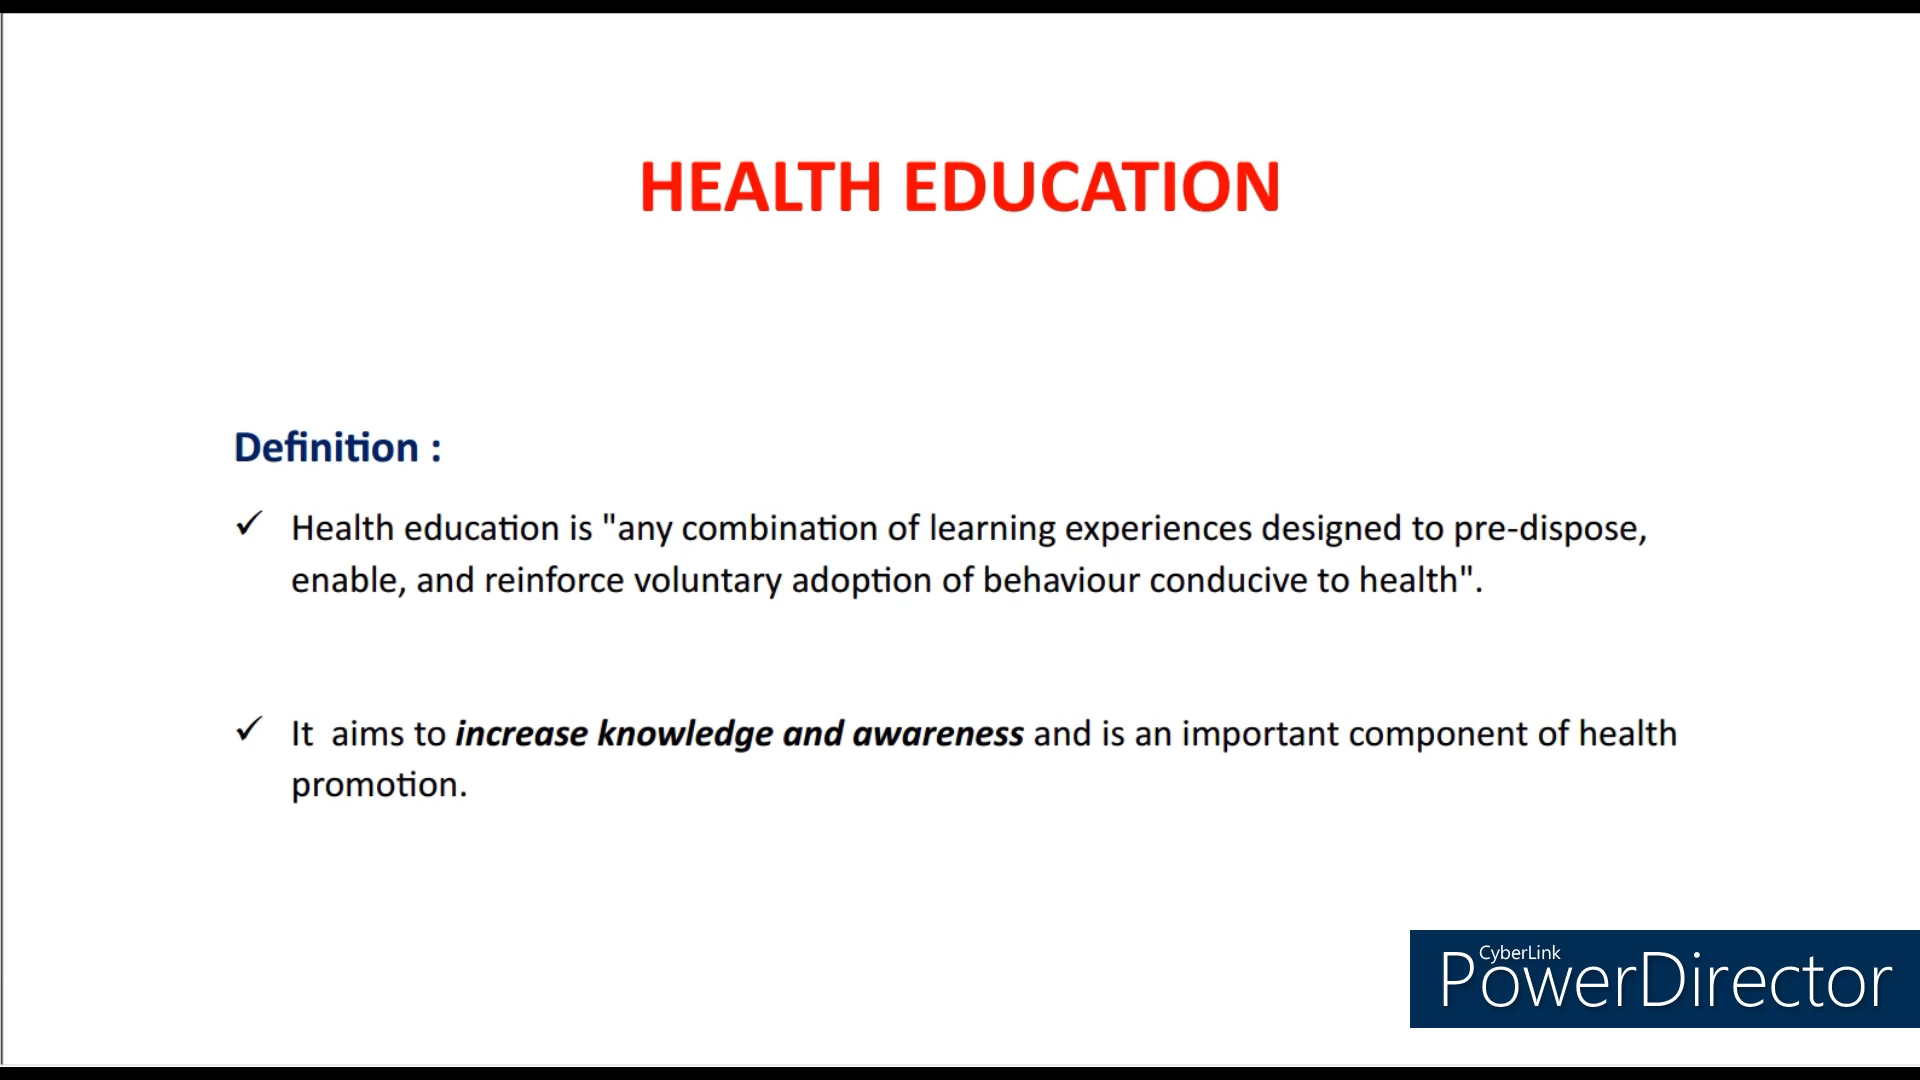 HEALTH EDUCATION
Definition :
✓ Health education is "any combination of learning experiences designed to pre-dispose,
enable, and reinforce voluntary adoption of behaviour conducive to health".
✓ It  aims to increase knowledge and awareness and is an important component of health
promotion.
CyberLink
PowerDirector